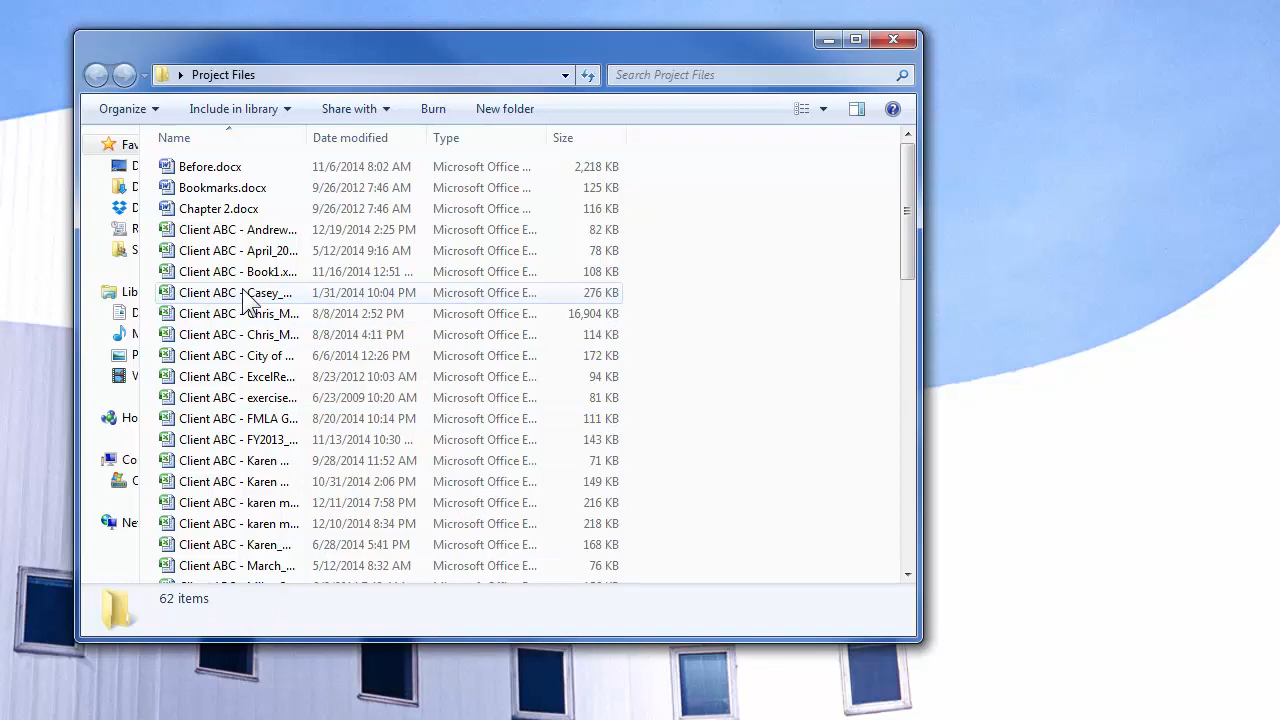 Project Files
Search Project Files
Organize Include in library Share with Burn New folder
Name Date modified Type Size
Fav
Before.docx 11/6/2014 8:02 AM Microsoft Office ... 2,218 KB
Bookmarks.docx 9/26/2012 7:46 AM Microsoft Office ... 125 KB
Chapter 2.docx 9/26/2012 7:46 AM Microsoft Office ... 116 KB
R Client ABC - Andrew... 12/19/2014 2:25 PM Microsoft Office E... 82 KB
S Client ABC - April_20... 5/12/2014 9:16 AM Microsoft Office E... 78 KB
Client ABC - Book1.x... 11/16/2014 12:51 ... Microsoft Office E... 108 KB
Lib Client ABC - Casey_... 1/31/2014 10:04 PM Microsoft Office E... 276 KB
Client ABC - Chris_M... 8/8/2014 2:52 PM Microsoft Office E... 16,904 KB
Client ABC - Chris_M... 8/8/2014 4:11 PM Microsoft Office E... 114 KB
Client ABC - City of ... 6/6/2014 12:26 PM Microsoft Office E... 172 KB
Client ABC - ExcelRe... 8/23/2012 10:03 AM Microsoft Office E... 94 KB
Client ABC - exercise... 6/23/2009 10:20 AM Microsoft Office E... 81 KB
Ho Client ABC - FMLA G... 8/20/2014 10:14 PM Microsoft Office E... 111 KB
Client ABC - FY2013_... 11/13/2014 10:30 ... Microsoft Office E... 143 KB
Co Client ABC - Karen ... 9/28/2014 11:52 AM Microsoft Office E... 71 KB
Client ABC - Karen ... 10/31/2014 2:06 PM Microsoft Office E... 149 KB
Client ABC - karen m... 12/11/2014 7:58 PM Microsoft Office E... 216 KB
Ne Client ABC - karen m... 12/10/2014 8:34 PM Microsoft Office E... 218 KB
Client ABC - Karen_... 6/28/2014 5:41 PM Microsoft Office E... 168 KB
Client ABC - March_... 5/12/2014 8:32 AM Microsoft Office E... 76 KB
62 items